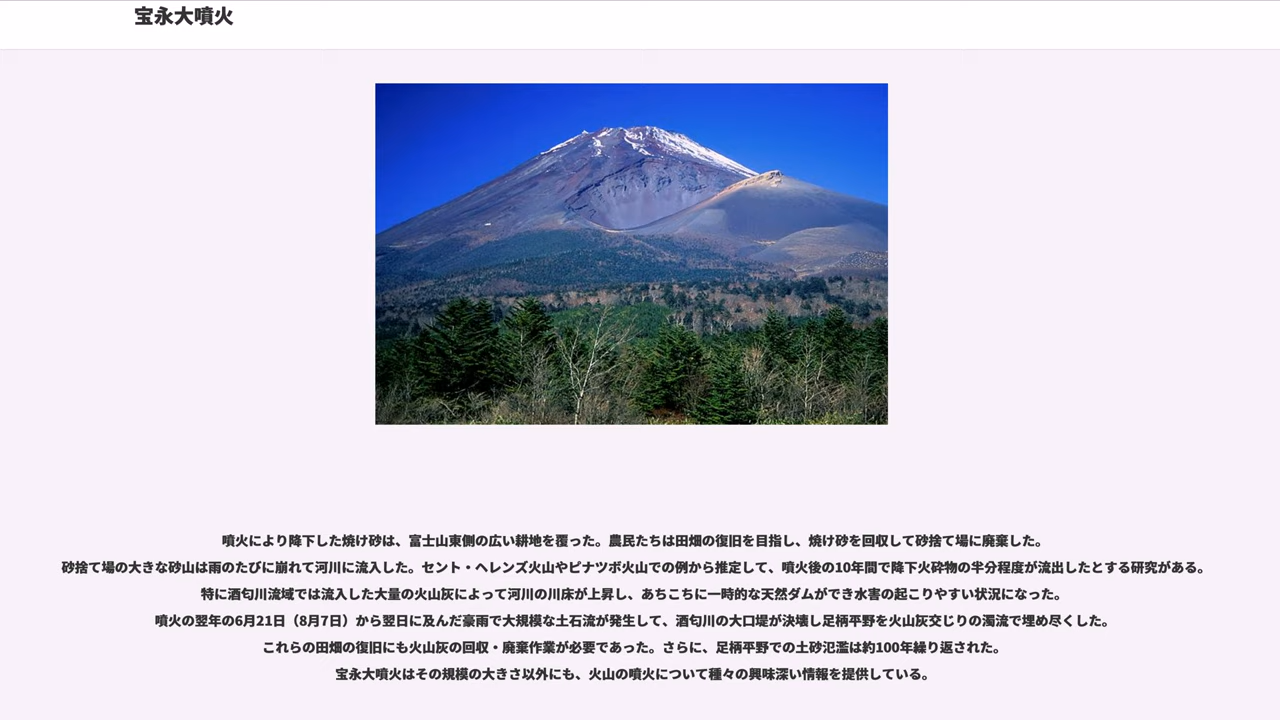 宝永大噴火
噴火により降下した焼け砂は、富士山東側の広い耕地を覆った。農民たちは田畑の復旧を目指し、焼け砂を回収して砂捨て場に廃棄した。
砂捨て場の大きな砂山は雨のたびに崩れて河川に流入した。セント・ヘレンズ火山やピナツボ火山での例から推定して、噴火後の10年間で降下火砕物の半分程度が流出したとする研究がある。
特に酒匂川流域では流入した大量の火山灰によって河川の川床が上昇し、あちこちに一時的な天然ダムができ水害の起こりやすい状況になった。
噴火の翌年の6月21日（8月7日）から翌日に及んだ豪雨で大規模な土石流が発生して、酒匂川の大口堤が決壊し足柄平野を火山灰交じりの濁流で埋め尽くした。
これらの田畑の復旧にも火山灰の回収・廃棄作業が必要であった。さらに、足柄平野での土砂氾濫は約100年繰り返された。
宝永大噴火はその規模の大きさ以外にも、火山の噴火について種々の興味深い情報を提供している。